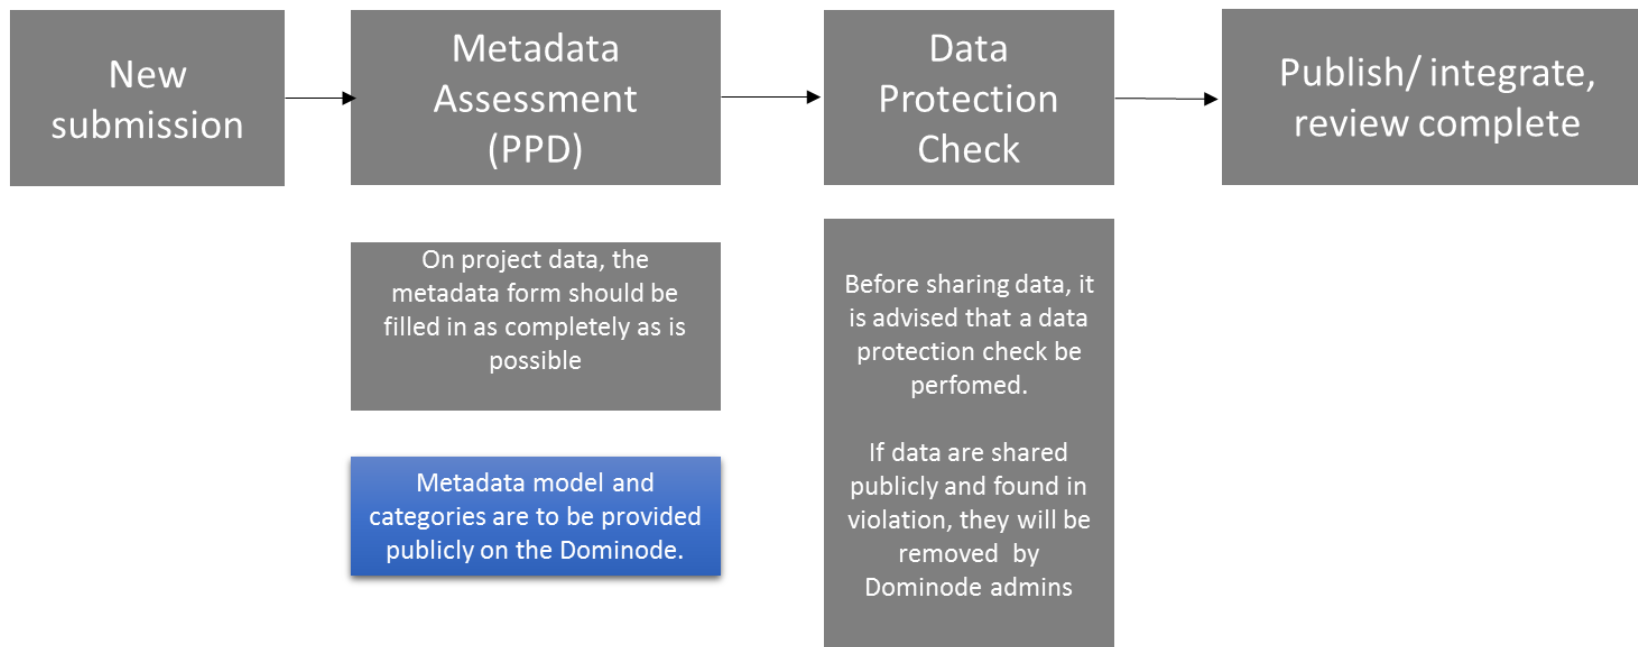 New
submission
Metadata
Assessment
(PPD)
Data
Protection
Check
Publish/ integrate,
review complete
On project data, the
metadata form should be
filled in as completely as is
possible
Metadata model and
categories are to be provided
publicly on the Dominode.
Before sharing data, it
is advised that a data
protection check be
perfomed.
If data are shared
publicly and found in
violation, they will be
removed by
Dominode admins